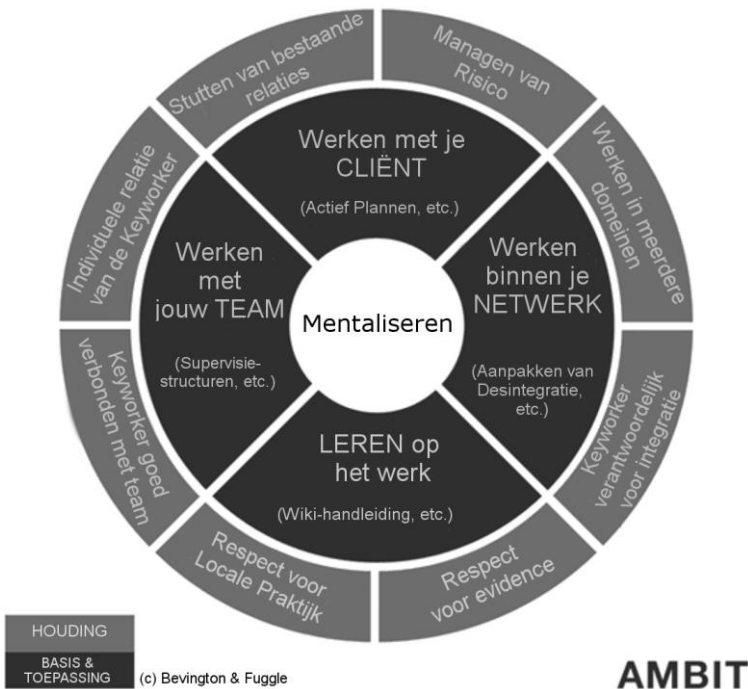 Stutten van bestaande
relaties
Managen van
Risico
Individuele relatie
van de Keyworker
Werken met je
CLIËNT
(Actief Plannen, etc.)
Werken in meerdere
domeinen
Werken
met
jouw TEAM
(Supervisie-
structuren, etc.)
Mentaliseren
Werken
binnen je
NETWERK
(Aanpakken van
Desintegratie,
etc.)
Keyworker goed
verbonden met team
LEREN op
het werk
(Wiki-handleiding, etc.)
Keyworker
verantwoordelijk
voor integratie
Respect voor
Locale Praktijk
Respect
voor evidence
HOUDING
BASIS &
TOEPASSING
(c) Bevington & Fuggle
AMBIT